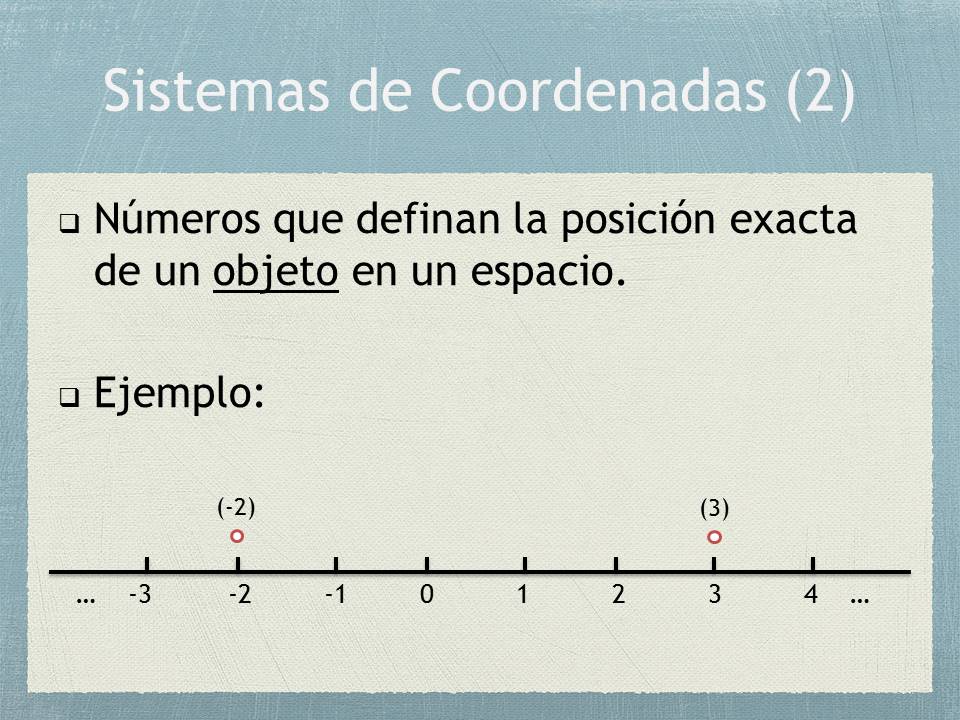 Sistemas de Coordenadas (2)
Números que definan la posición exacta
de un objeto en un espacio.
Ejemplo:
(-2) (3)
... -3 -2 -1 0 1 2 3 4 ...